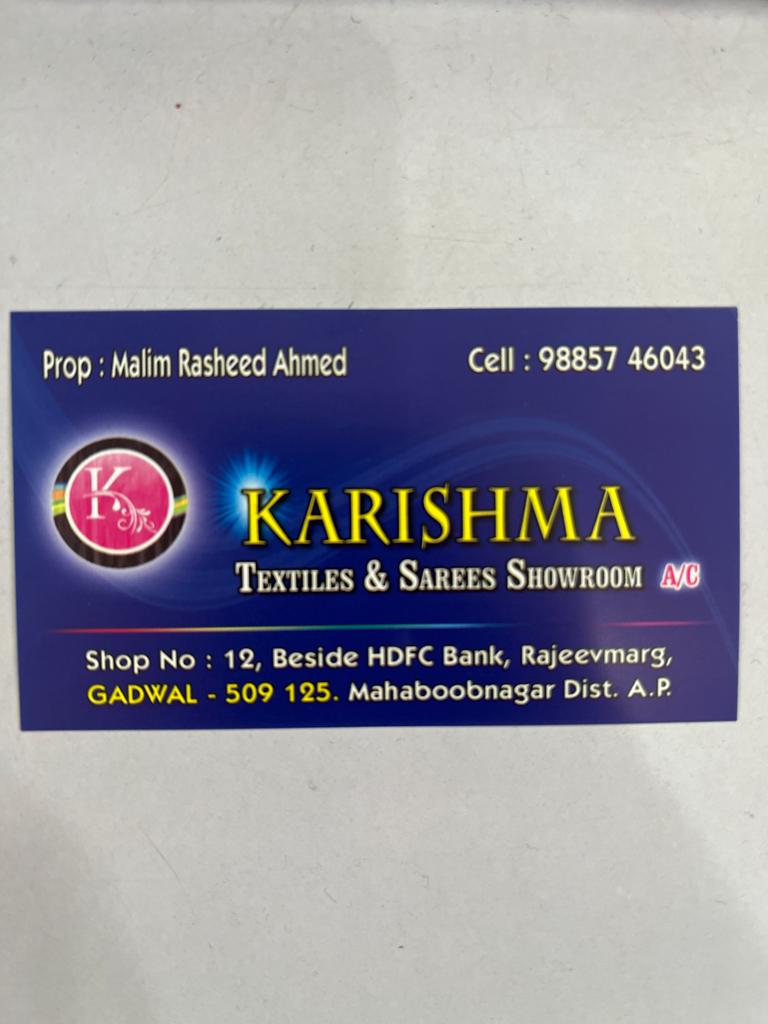 Prop : Malim Rasheed Ahmed
Cell : 98857 46043
K
KARISHMA
TEXTILES & SAREES SHOWROOM A/C
Shop No : 12, Beside HDFC Bank, Rajeevmarg,
GADWAL - 509 125. Mahaboobnagar Dist. A.P.